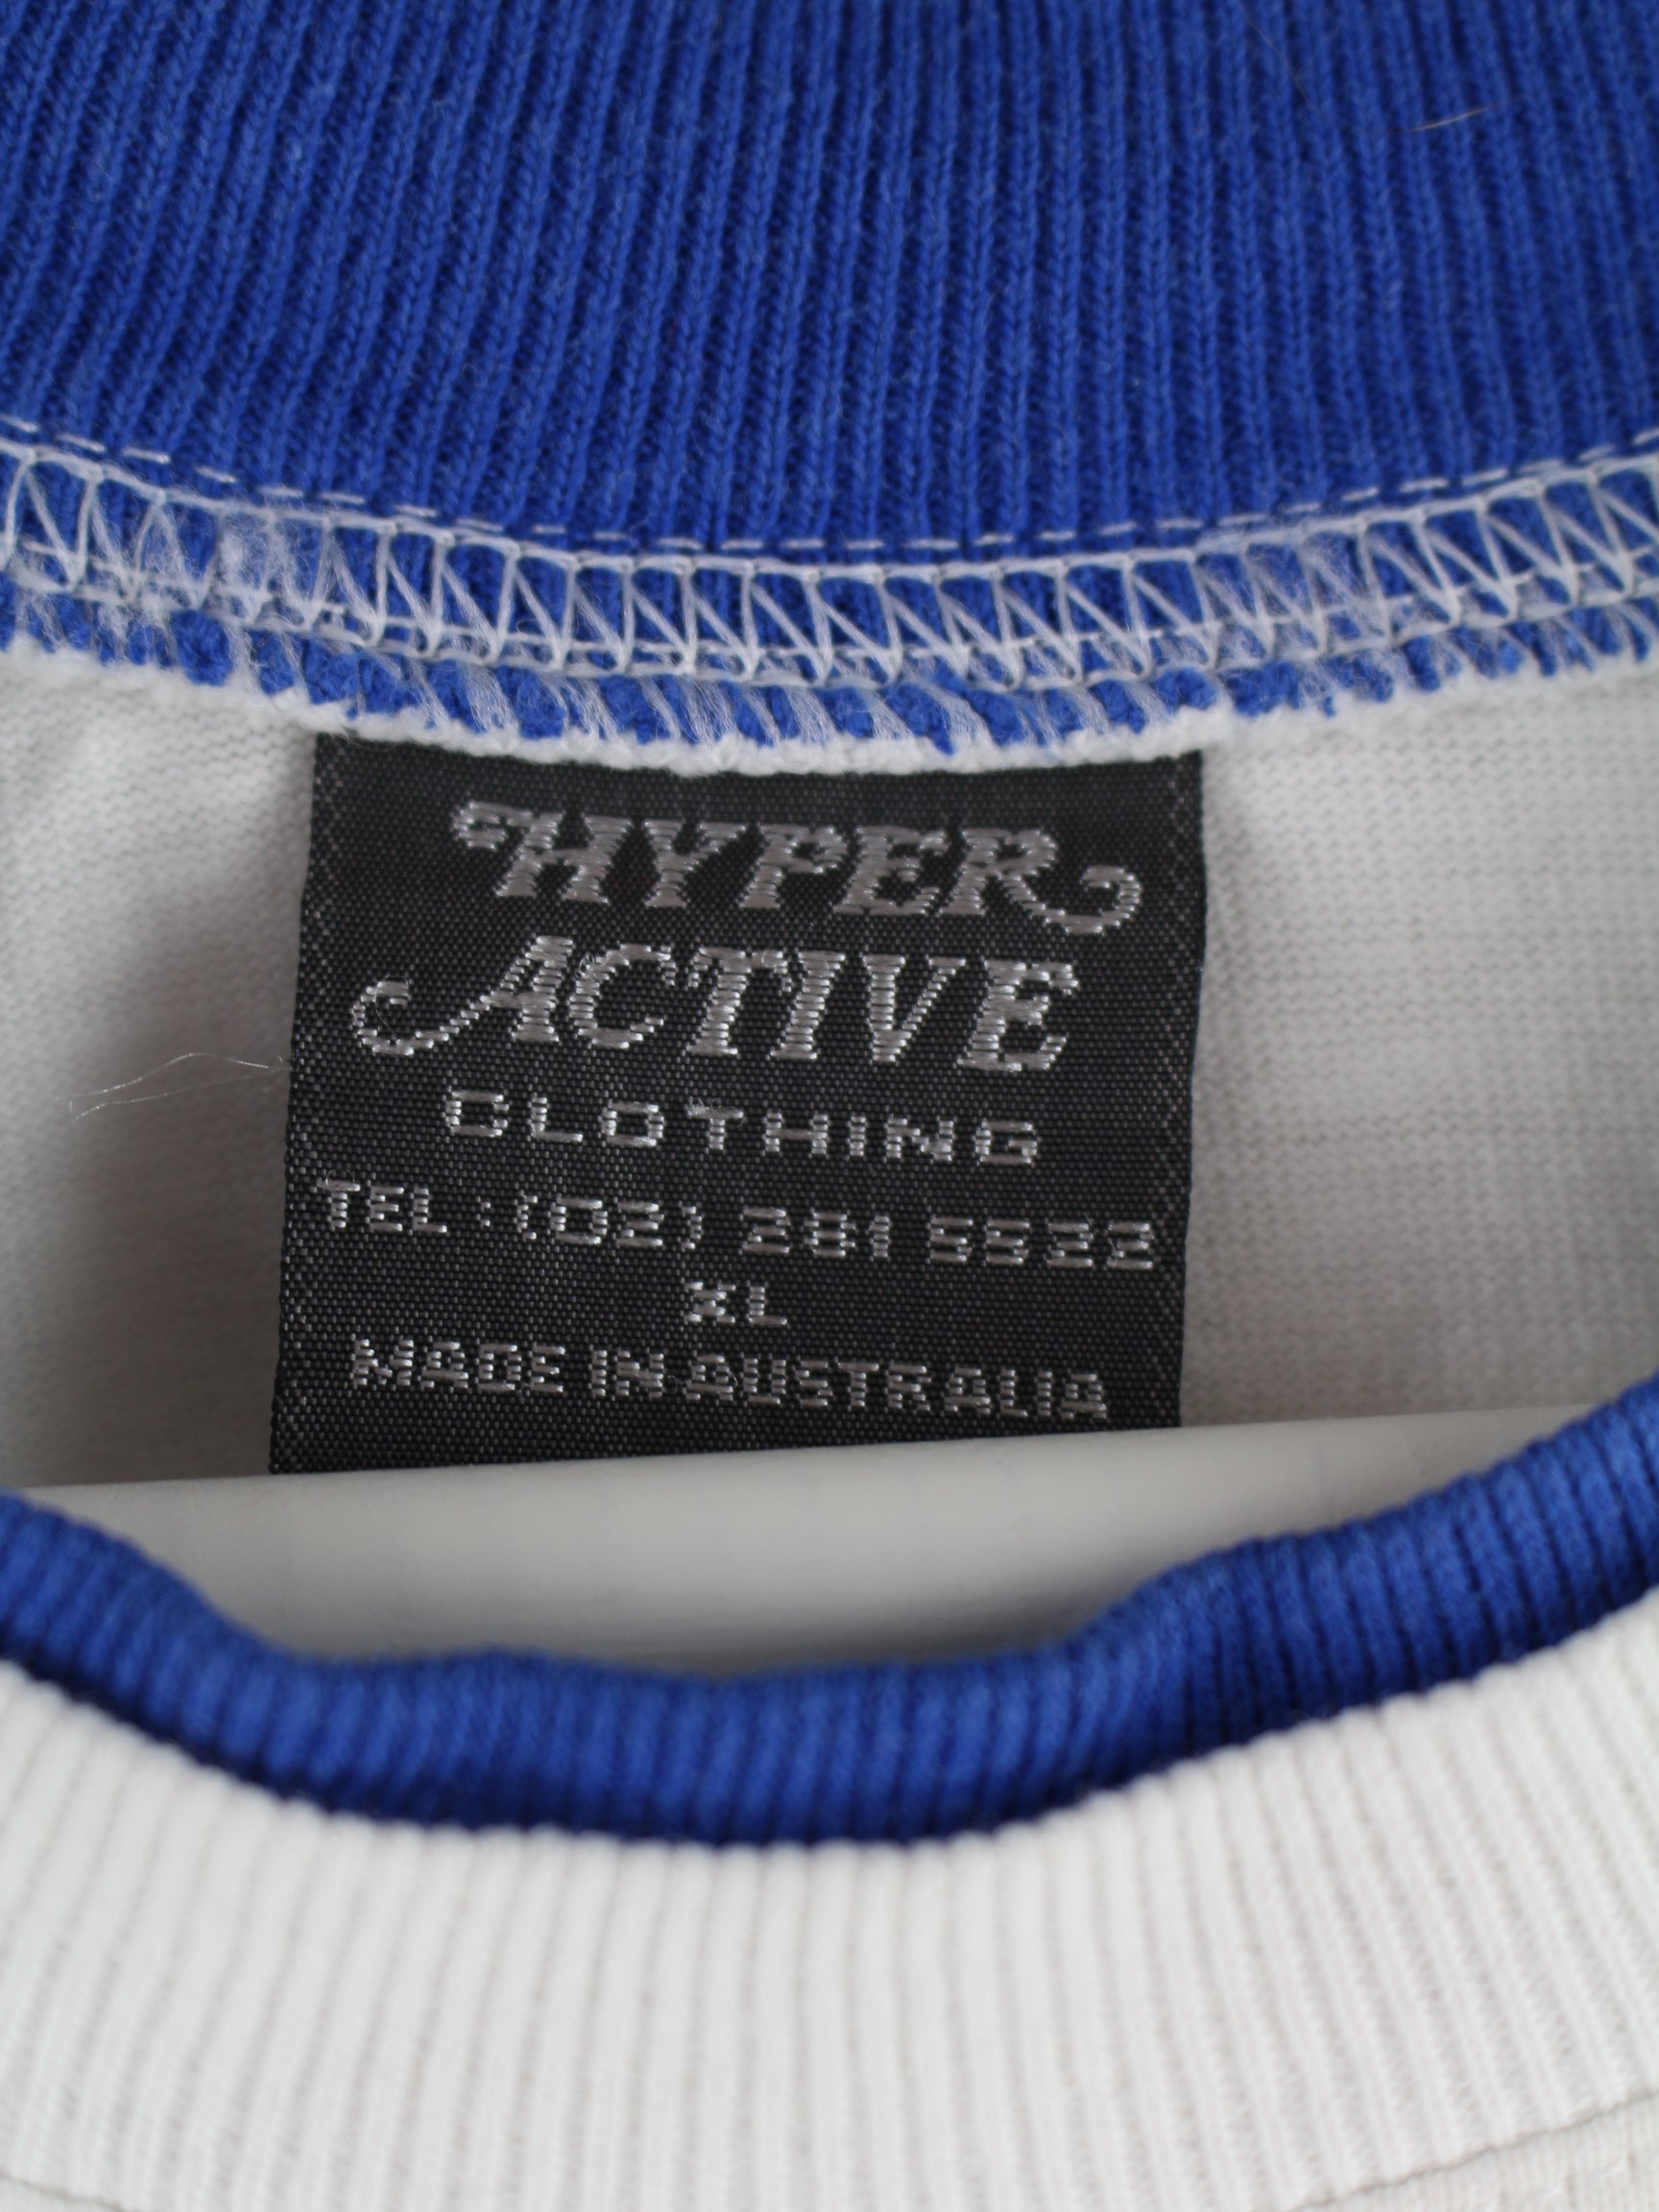 HYPER
ACTIVE
CLOTHING
TEL : (02) 281 5522
XL
MADE IN AUSTRALIA